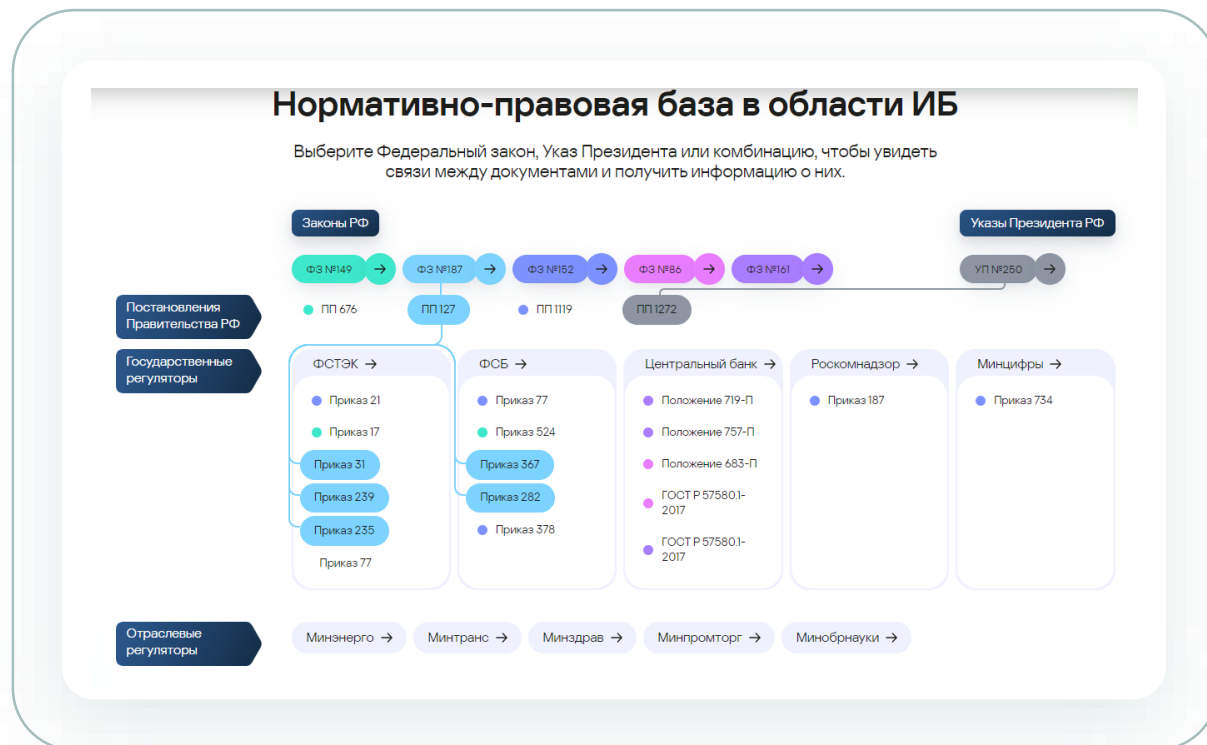 Нормативно-правовая база в области ИБ
Выберите Федеральный закон, Указ Президента или комбинацию, чтобы увидеть
связи между документами и получить информацию о них.
Законы РФ
Указы Президента РФ
ФЗ №149 →
ФЗ №187 →
ФЗ №152 →
ФЗ №86 →
ФЗ №161 →
УП №250 →
Постановления
Правительства РФ
ПП 676
ПП 127
ПП 1119
ПП 1272
Государственные
регуляторы
ФСТЭК →
Приказ 21
Приказ 17
Приказ 31
Приказ 239
Приказ 235
Приказ 77
ФСБ →
Приказ 77
Приказ 524
Приказ 367
Приказ 282
Приказ 378
Центральный банк →
Положение 719-П
Положение 757-П
Положение 683-П
ГОСТ Р 57580.1-
2017
ГОСТ Р 57580.1-
2017
Роскомнадзор →
Приказ 187
Минцифры →
Приказ 734
Отраслевые
регуляторы
Минэнерго →
Минтранс →
Минздрав →
Минпромторг →
Минобрнауки →